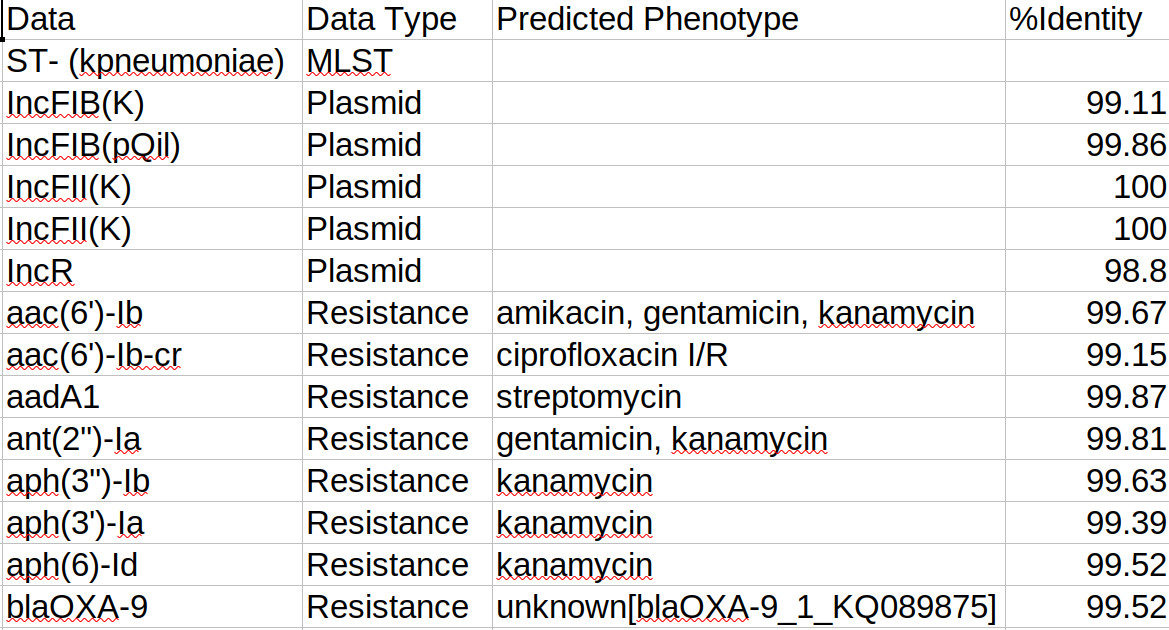 Data Data Type Predicted Phenotype %Identity
ST- (kpneumoniae) MLST
IncFIB(K) Plasmid 99.11
IncFIB(pQil) Plasmid 99.86
IncFII(K) Plasmid 100
IncFII(K) Plasmid 100
IncR Plasmid 98.8
aac(6')-Ib Resistance amikacin, gentamicin, kanamycin 99.67
aac(6')-Ib-cr Resistance ciprofloxacin I/R 99.15
aadA1 Resistance streptomycin 99.87
ant(2")-Ia Resistance gentamicin, kanamycin 99.81
aph(3")-Ib Resistance kanamycin 99.63
aph(3')-Ia Resistance kanamycin 99.39
aph(6)-Id Resistance kanamycin 99.52
blaOXA-9 Resistance unknown[blaOXA-9_1_KQ089875] 99.52